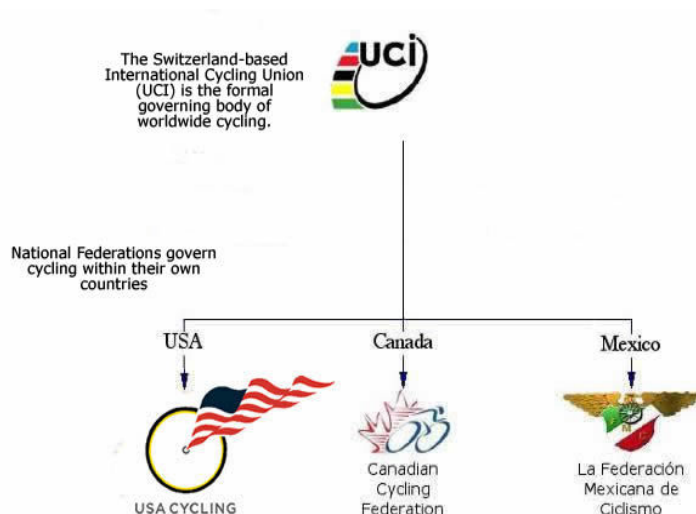 UCI
The Switzerland-based
International Cycling Union
(UCI) is the formal
governing body of
worldwide cycling.
National Federations govern
cycling within their own
countries
USA
Canada
Mexico
USA CYCLING
Canadian
Cycling
Federation
La Federación
Mexicana de
Ciclismo